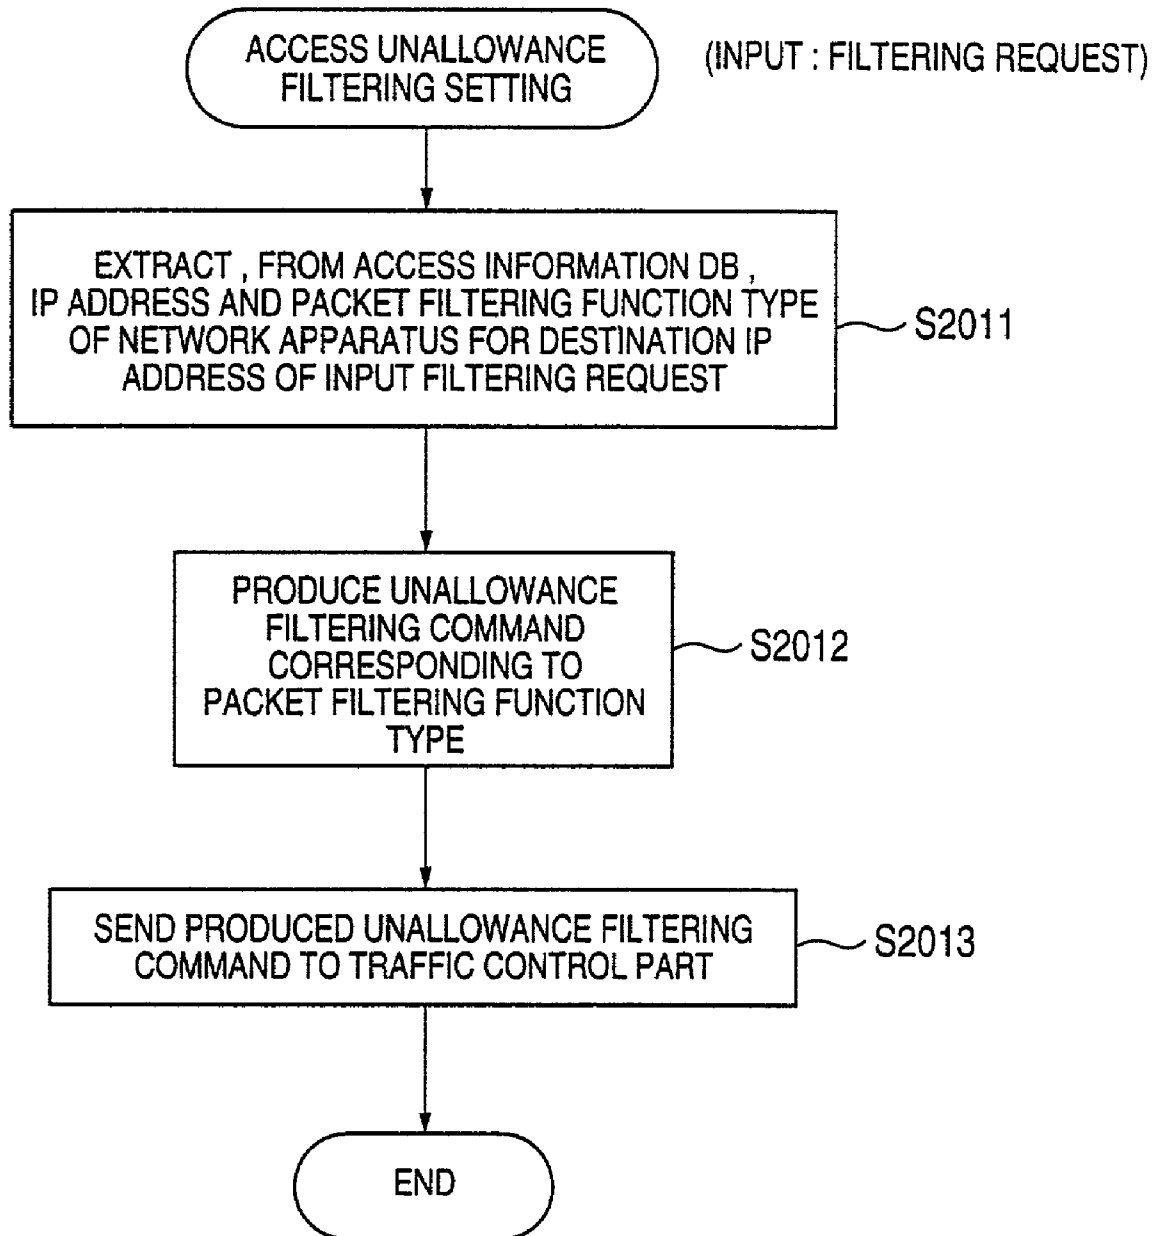 ACCESS UNALLOWANCE
FILTERING SETTING
(INPUT : FILTERING REQUEST)
EXTRACT , FROM ACCESS INFORMATION DB ,
IP ADDRESS AND PACKET FILTERING FUNCTION TYPE
OF NETWORK APPARATUS FOR DESTINATION IP
ADDRESS OF INPUT FILTERING REQUEST
S2011
PRODUCE UNALLOWANCE
FILTERING COMMAND
CORRESPONDING TO
PACKET FILTERING FUNCTION
TYPE
S2012
SEND PRODUCED UNALLOWANCE FILTERING
COMMAND TO TRAFFIC CONTROL PART
S2013
END